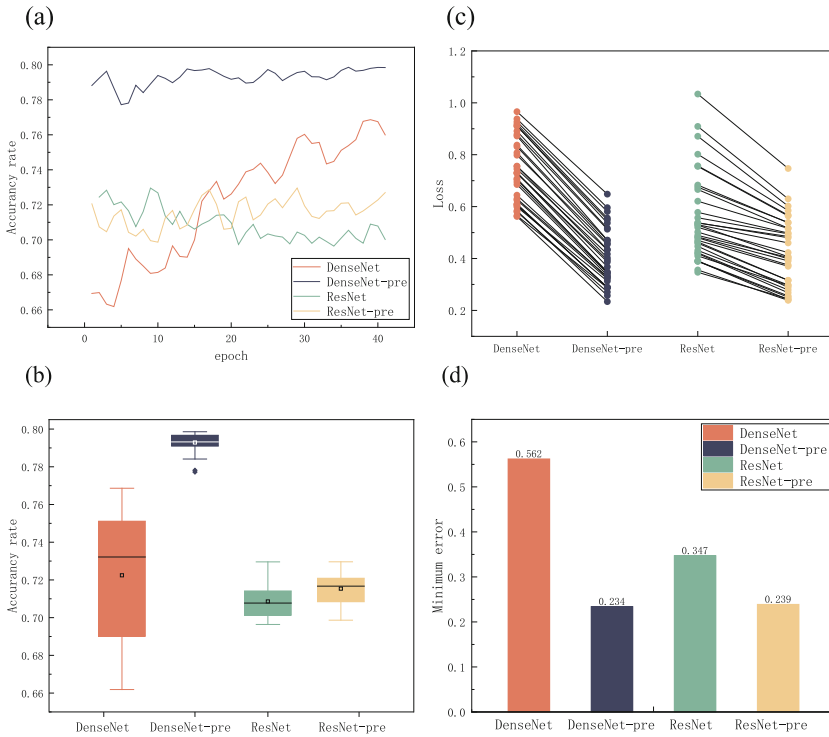 (a)
0.80
0.78
0.76
0.74
0.72
0.70
0.68
0.66
Accurancy rate
0 10 20 30 40
epoch
DenseNet
DenseNet-pre
ResNet
ResNet-pre
(c)
1.2
1.0
0.8
0.6
0.4
0.2
Loss
DenseNet DenseNet-pre ResNet ResNet-pre
(b)
0.80
0.78
0.76
0.74
0.72
0.70
0.68
0.66
Accurancy rate
DenseNet DenseNet-pre ResNet ResNet-pre
(d)
0.6
0.5
0.4
0.3
0.2
0.1
0.0
Minimum error
0.562
0.234
0.347
0.239
DenseNet
DenseNet-pre
ResNet
ResNet-pre
DenseNet DenseNet-pre ResNet ResNet-pre